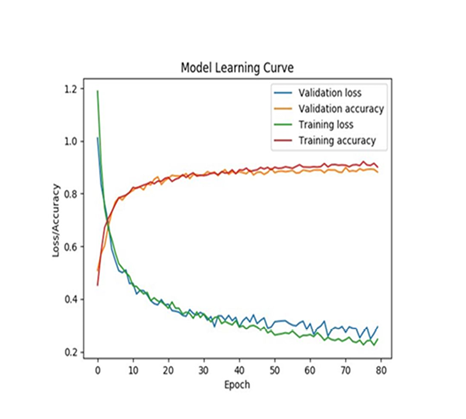 Model Learning Curve
Validation loss
Validation accuracy
Training loss
Training accuracy
Loss/Accuracy
1.2
1.0
0.8
0.6
0.4
0.2
0 10 20 30 40 50 60 70 80
Epoch